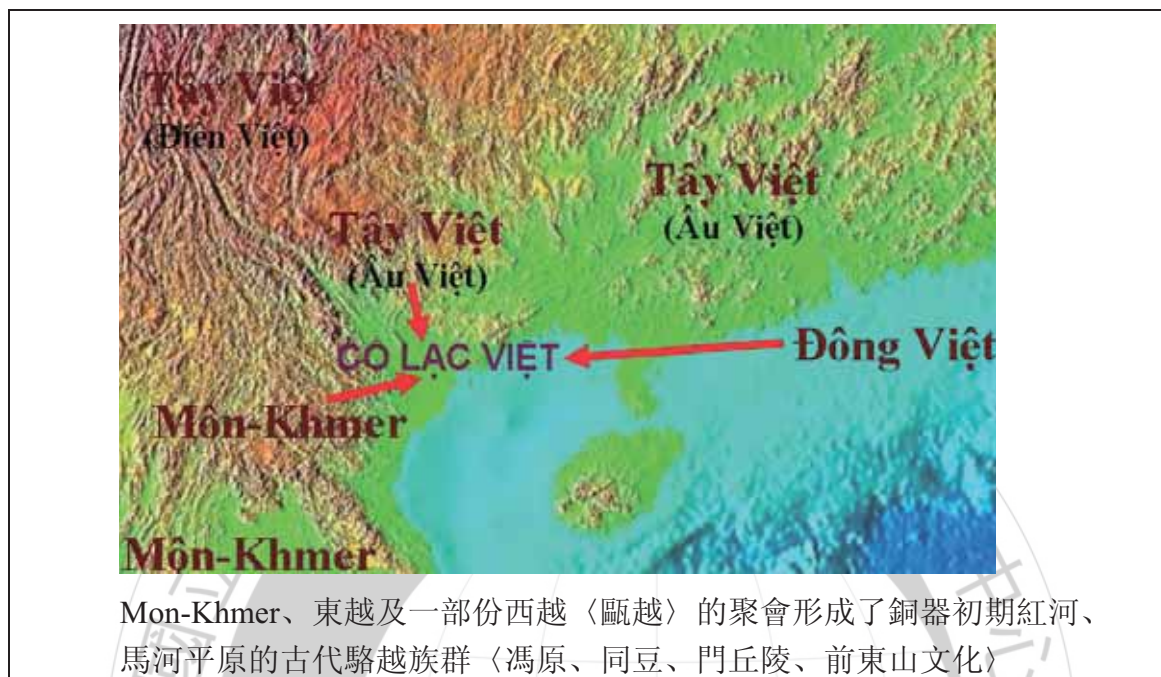 Tây Việt
(Điền Việt)
Tây Việt
(Âu Việt)
Tây Việt
(Âu Việt)
CO LẠC VIỆT
Đông Việt
Môn-Khmer
Môn-Khmer
Mon-Khmer、東越及一部份西越〈甌越〉的聚會形成了銅器初期紅河、
馬河平原的古代駱越族群〈馮原、同豆、門丘陵、前東山文化〉